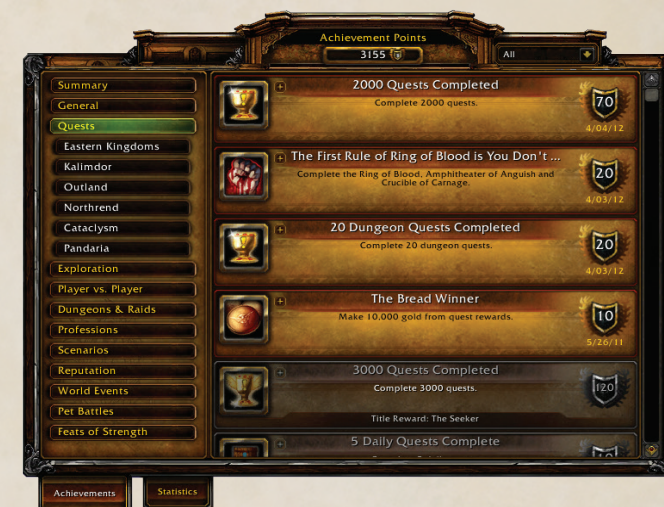 Achievement Points
3155
All
Summary
General
Quests
Eastern Kingdoms
Kalimdor
Outland
Northrend
Cataclysm
Pandaria
Exploration
Player vs. Player
Dungeons & Raids
Professions
Scenarios
Reputation
World Events
Pet Battles
Feats of Strength
2000 Quests Completed
Complete 2000 quests.
70
4/04/12
The First Rule of Ring of Blood is You Don't ...
Complete the Ring of Blood, Amphitheater of Anguish and
Crucible of Carnage.
20
4/03/12
20 Dungeon Quests Completed
Complete 20 dungeon quests.
20
4/03/12
The Bread Winner
Make 10,000 gold from quest rewards.
10
5/26/11
3000 Quests Completed
Complete 3000 quests.
120
Title Reward: The Seeker
5 Daily Quests Complete
Achievements
Statistics